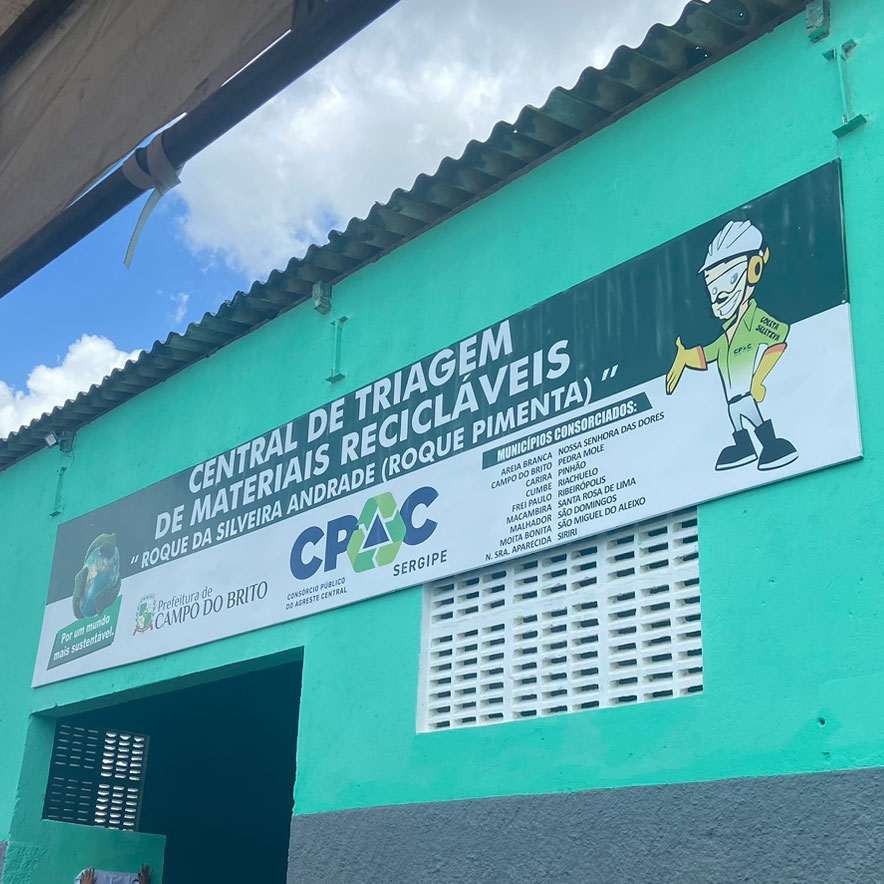 CENTRAL DE TRIAGEM
DE MATERIAIS RECICLÁVEIS
" ROQUE DA SILVEIRA ANDRADE (ROQUE PIMENTA) "
COLETA
SELETIVA
CPAC
Por um mundo
mais sustentável.
Prefeitura de
CAMPO DO BRITO
CPAC
SERGIPE
CONSÓRCIO PÚBLICO
DO AGRESTE CENTRAL
MUNICÍPIOS CONSORCIADOS:
AREIA BRANCA
CAMPO DO BRITO
CARIRA
CUMBE
FREI PAULO
MACAMBIRA
MALHADOR
MOITA BONITA
N. SRA. APARECIDA
NOSSA SENHORA DAS DORES
PEDRA MOLE
PINHÃO
RIACHUELO
RIBEIRÓPOLIS
SANTA ROSA DE LIMA
SÃO DOMINGOS
SÃO MIGUEL DO ALEIXO
SIRIRI